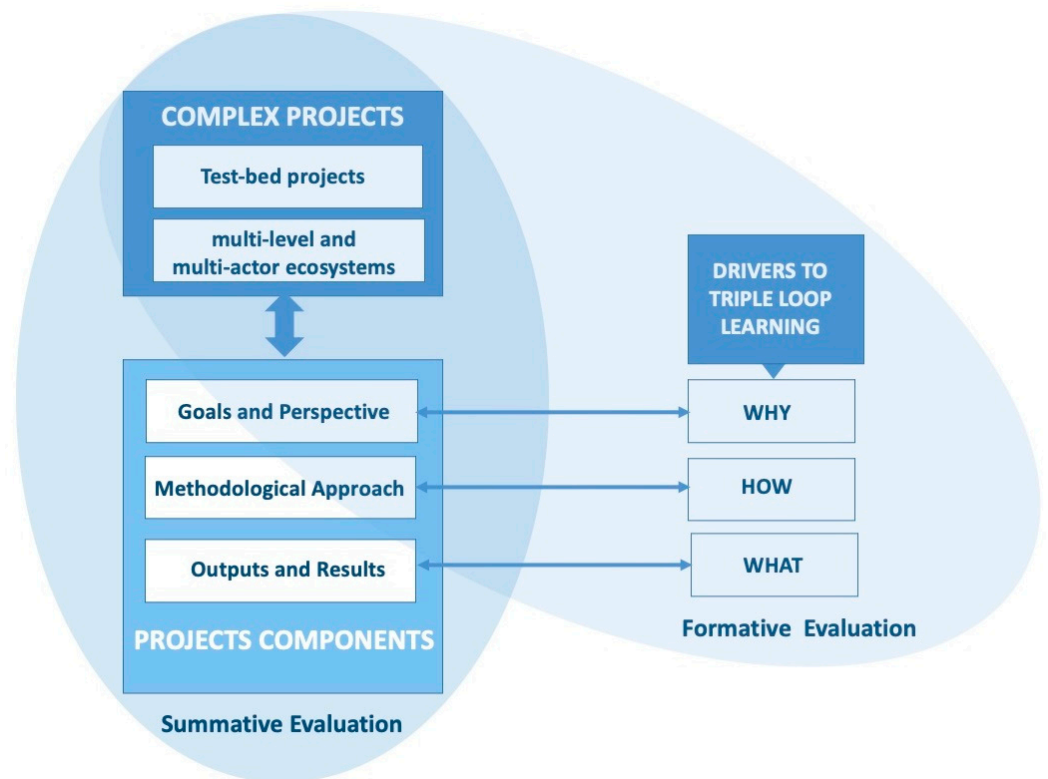 COMPLEX PROJECTS
Test-bed projects
multi-level and
multi-actor ecosystems
DRIVERS TO
TRIPLE LOOP
LEARNING
Goals and Perspective
WHY
Methodological Approach
HOW
Outputs and Results
WHAT
PROJECTS COMPONENTS
Formative Evaluation
Summative Evaluation